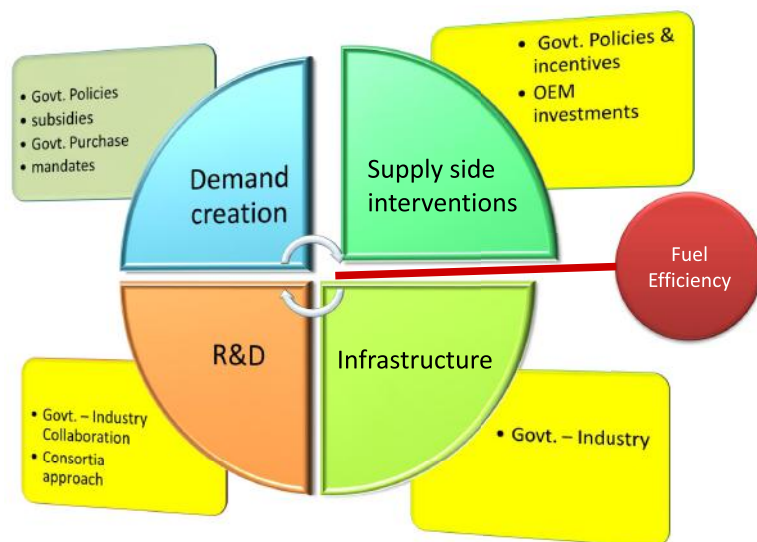 • Govt. Policies
• subsidies
• Govt. Purchase
• mandates
Demand
creation
Supply side
interventions
• Govt. Policies &
incentives
• OEM
investments
Fuel
Efficiency
R&D
Infrastructure
• Govt. – Industry
Collaboration
• Consortia
approach
• Govt. – Industry